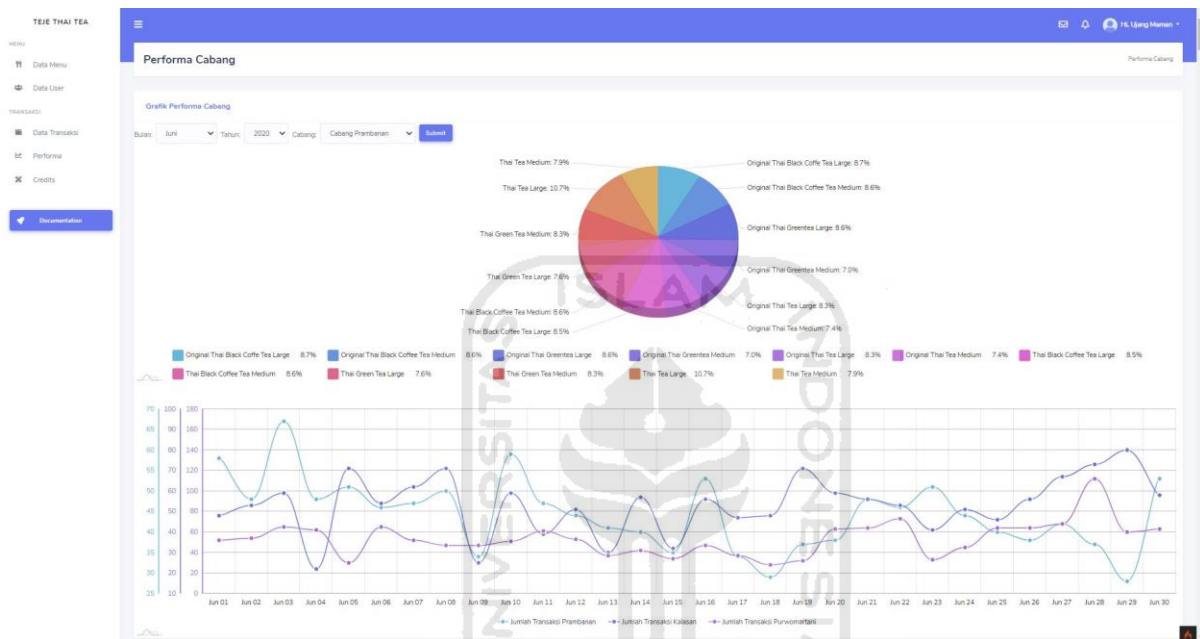 TEJE THAI TEA
Hi, Ujang Maman
MENU
Data Menu
Data User
TRANSAKSI
Data Transaksi
Performa
Credits
Documentation
Performa Cabang
Performa Cabang
Grafik Performa Cabang
Bulan: Juni Tahun: 2020 Cabang: Cabang Prambanan Submit
Thai Tea Medium: 7.9% Original Thai Black Coffe Tea Large: 8.7%
Thai Tea Large: 10.7% Original Thai Black Coffee Tea Medium: 8.6%
Thai Green Tea Medium: 8.3% Original Thai Greentea Large: 8.6%
Thai Green Tea Large: 7.6% Original Thai Greentea Medium: 7.0%
Thai Black Coffee Tea Medium: 8.6% Original Thai Tea Large: 8.3%
Thai Black Coffee Tea Large: 8.5% Original Thai Tea Medium: 7.4%
Original Thai Black Coffe Tea Large 8.7% Original Thai Black Coffee Tea Medium 8.6% Original Thai Greentea Large 8.6% Original Thai Greentea Medium 7.0% Original Thai Tea Large 8.3% Original Thai Tea Medium 7.4% Thai Black Coffee Tea Large 8.5%
Thai Black Coffee Tea Medium 8.6% Thai Green Tea Large 7.6% Thai Green Tea Medium 8.3% Thai Tea Large 10.7% Thai Tea Medium 7.9%
70 100 180
65 90 160
60 80 140
55 70 120
50 60 100
45 50 80
40 40 60
35 30 40
30 20 20
25 10 0
Jun 01 Jun 02 Jun 03 Jun 04 Jun 05 Jun 06 Jun 07 Jun 08 Jun 09 Jun 10 Jun 11 Jun 12 Jun 13 Jun 14 Jun 15 Jun 16 Jun 17 Jun 18 Jun 19 Jun 20 Jun 21 Jun 22 Jun 23 Jun 24 Jun 25 Jun 26 Jun 27 Jun 28 Jun 29 Jun 30
Jumlah Transaksi Prambanan Jumlah Transaksi Kalasan Jumlah Transaksi Purwomartani
UNIVERSITAS ISLAM INDONESIA